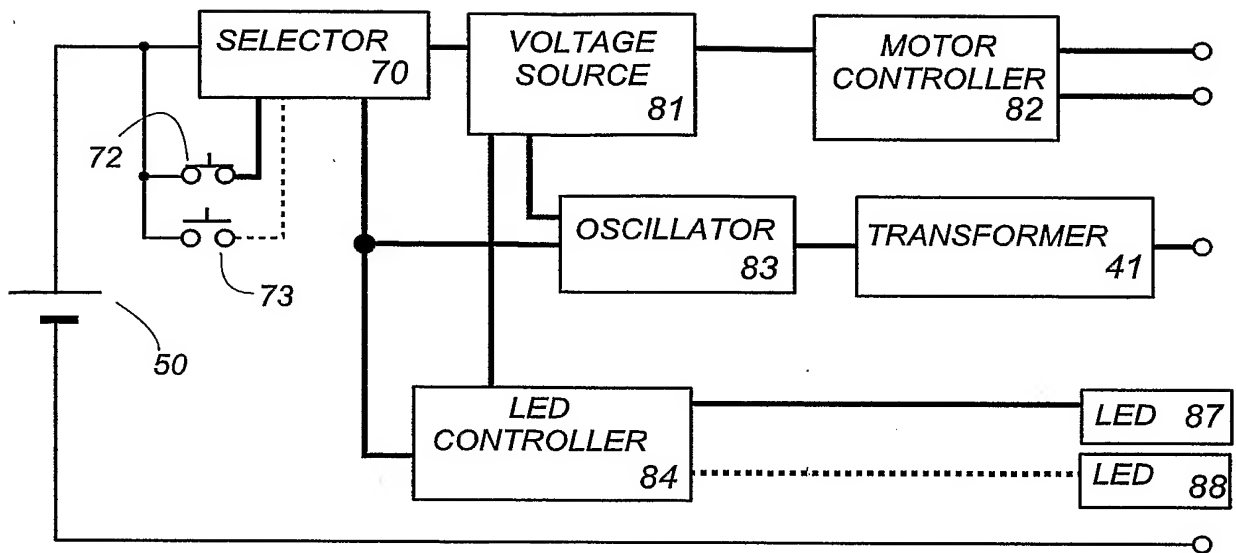 SELECTOR
70
VOLTAGE
SOURCE
81
MOTOR
CONTROLLER
82
72
73
50
OSCILLATOR
83
TRANSFORMER
41
LED
CONTROLLER
84
LED 87
LED 88